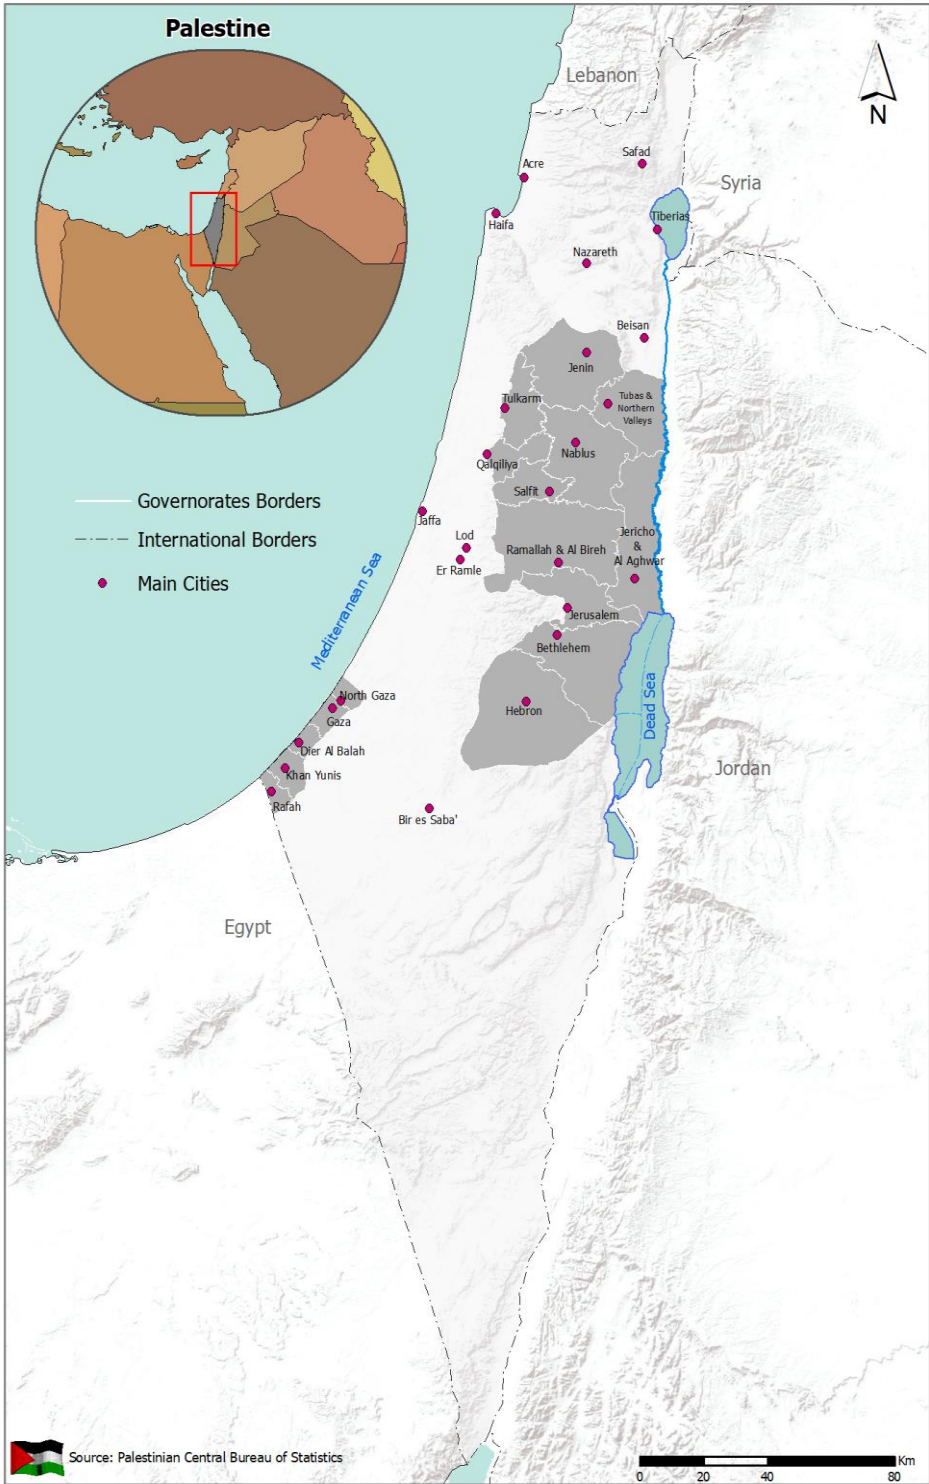 Palestine
Lebanon
N
Safad
Acre
Syria
Tiberias
Haifa
Nazareth
Beisan
Jenin
Tulkarm
Tubas &
Northern
Valleys
Nablus
Qalqiliya
Salfit
Governorates Borders
Jaffa
International Borders
Lod
Er Ramle
Ramallah & Al Bireh
Jericho
&
Al Aghwar
Main Cities
Mediterranean Sea
Jerusalem
Bethlehem
North Gaza
Gaza
Hebron
Dead Sea
Dier Al Balah
Khan Yunis
Jordan
Rafah
Bir es Saba'
Egypt
Source: Palestinian Central Bureau of Statistics
Km
0 20 40 80